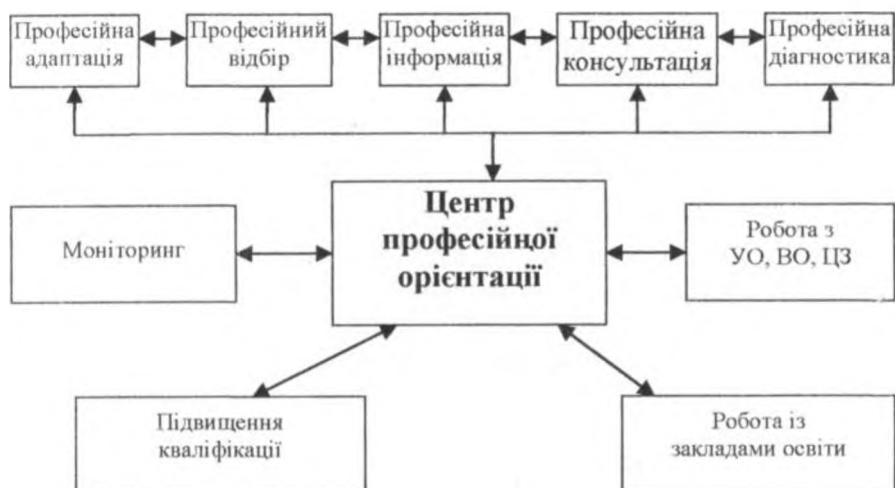 Професійна
адаптація
Професійний
відбір
Професійна
інформація
Професійна
консультація
Професійна
діагностика
Центр
професійної
орієнтації
Моніторинг
Робота з
УО, ВО, ЦЗ
Підвищення
кваліфікації
Робота із
закладами освіти